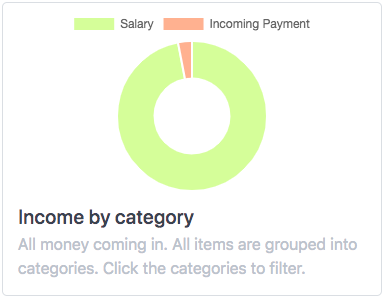 Salary Incoming Payment
Income by category
All money coming in. All items are grouped into
categories. Click the categories to filter.